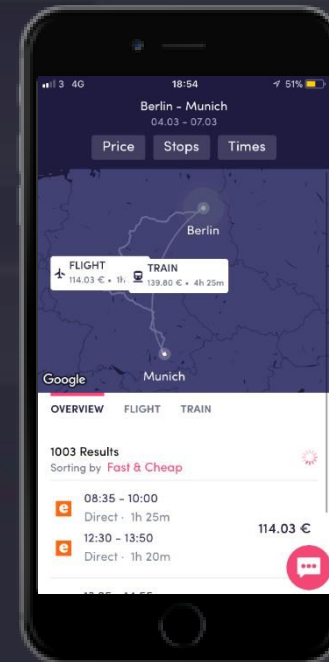 3 4G 18:54 51%
Berlin - Munich
04.03 - 07.03
Price Stops Times
Berlin
FLIGHT
114.03 € • 1h
TRAIN
139.80 € • 4h 25m
Google
Munich
OVERVIEW FLIGHT TRAIN
1003 Results
Sorting by Fast & Cheap
e 08:35 - 10:00
Direct · 1h 25m
114.03 €
e 12:30 - 13:50
Direct · 1h 20m